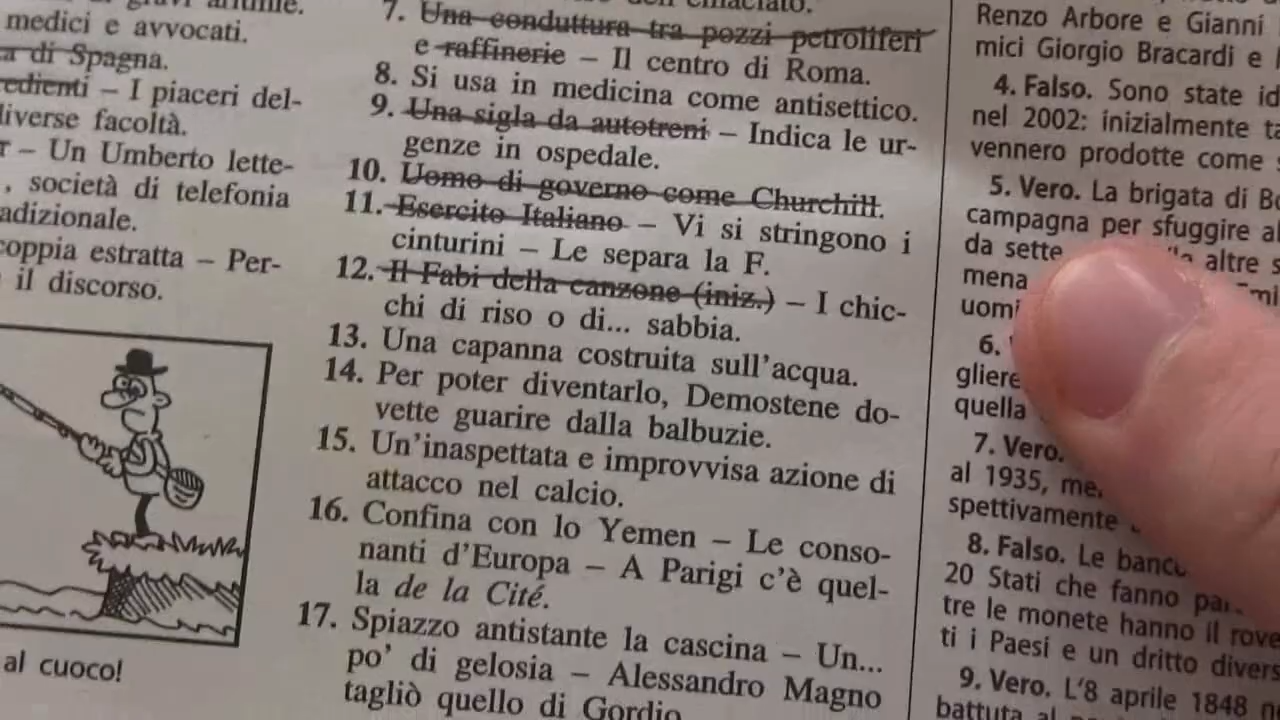 medici e avvocati.
di Spagna.
– I piaceri del-
diverse facoltà.
– Un Umberto lette-
, società di telefonia
coppia estratta – Per-
il discorso.
al cuoco!
7. Una conduttura tra pozzi petroliferi
e raffinerie – Il centro di Roma.
8. Si usa in medicina come antisettico.
9. Una sigla da autotreni – Indica le ur-
genze in ospedale.
10. Uomo di governo come Churchill.
11. Esercito Italiano – Vi si stringono i
cinturini – Le separa la F.
12. Il Fabi della canzone (iniz.) – I chic-
chi di riso o di... sabbia.
13. Una capanna costruita sull'acqua.
14. Per poter diventarlo, Demostene do-
vette guarire dalla balbuzie.
15. Un'inaspettata e improvvisa azione di
attacco nel calcio.
16. Confina con lo Yemen – Le conso-
nanti d'Europa – A Parigi c'è quel-
la de la Cité.
17. Spiazzo antistante la cascina – Un...
po' di gelosia – Alessandro Magno
tagliò quello di Gordio
Renzo Arbore e Gianni
mici Giorgio Bracardi e
4. Falso. Sono state
nel 2002: inizialmente
vennero prodotte come
5. Vero. La brigata di
campagna per sfuggire
da sette altre
mena
6.
gliere
quella
7. Vero.
al 1935,
spettivamente
8. Falso. Le
20 Stati che fanno
tre le monete hanno il
ti i Paesi e un dritto
9. Vero. L'8 aprile 1848
battuta